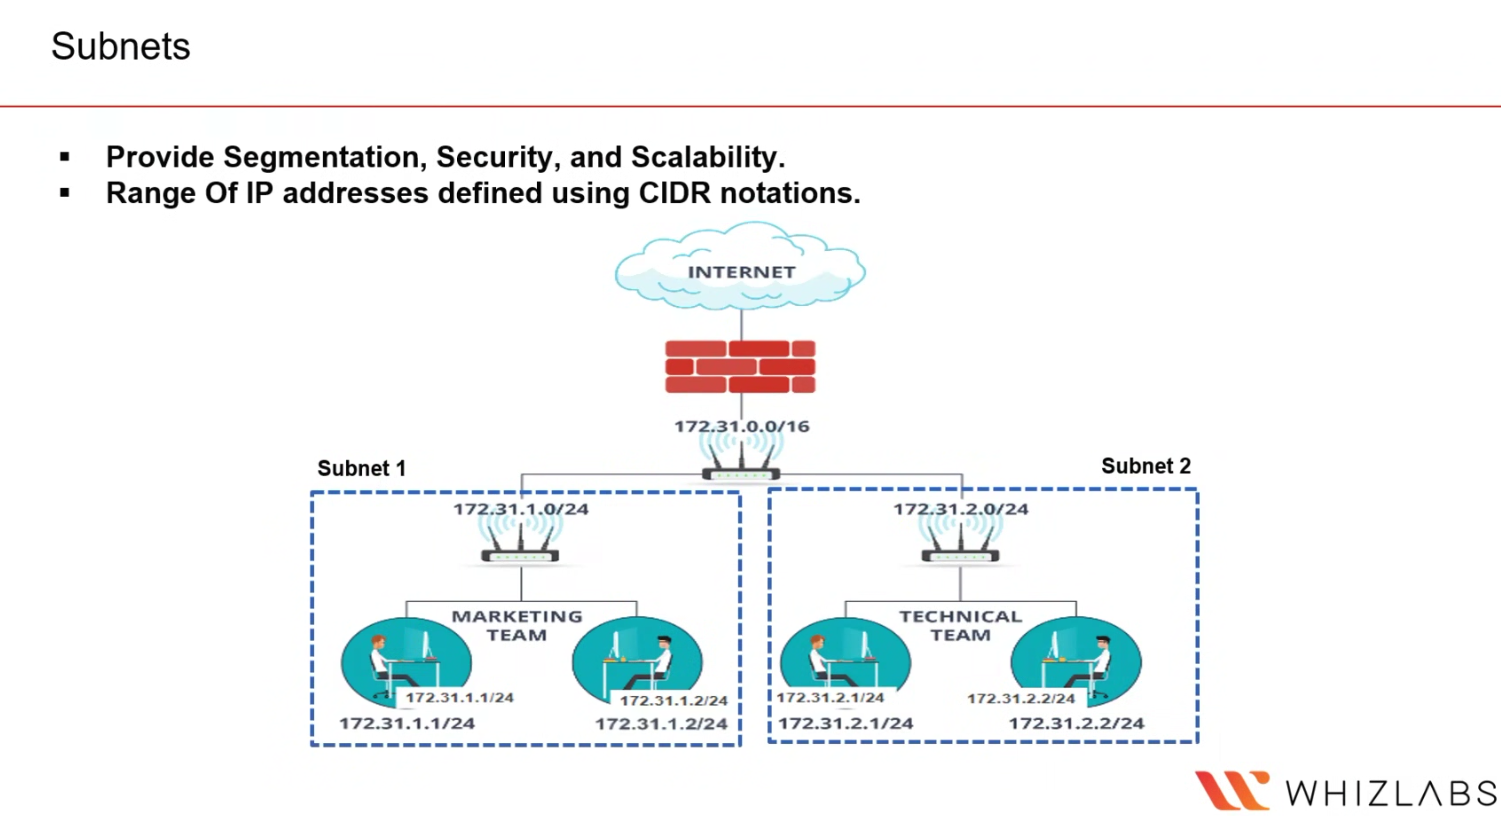 Subnets
▪ Provide Segmentation, Security, and Scalability.
▪ Range Of IP addresses defined using CIDR notations.
INTERNET
172.31.0.0/16
Subnet 1
Subnet 2
172.31.1.0/24
172.31.2.0/24
MARKETING
TEAM
TECHNICAL
TEAM
172.31.1.1/24
172.31.1.2/24
172.31.2.1/24
172.31.2.2/24
172.31.1.1/24
172.31.1.2/24
172.31.2.1/24
172.31.2.2/24
WHIZLABS